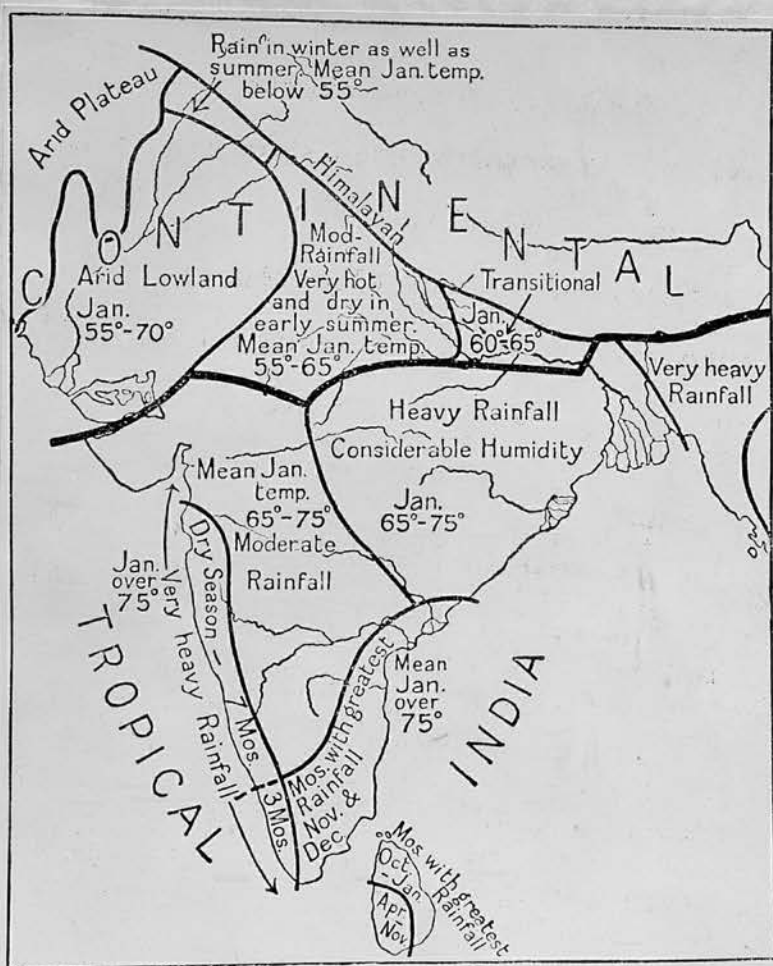 Rain in winter as well as
summer. Mean Jan. temp.
below 55°
Arid Plateau
Himalayan
CONTINENTAL
Arid Lowland
Jan.
55°-70°
Mod-
Rainfall
Very hot
and dry in
early summer.
Mean Jan. temp.
55°-65°
Transitional
Jan.
60°-65°
Very heavy
Rainfall
Heavy Rainfall
Considerable Humidity
Jan.
65°-75°
Mean Jan.
temp.
65°-75°
Moderate
Rainfall
Jan.
over
75°
Very heavy Rainfall
Dry Season – 7 Mos.
3 Mos.
TROPICAL
INDIA
Mean
Jan.
over
75°
Mos. with greatest
Rainfall
Nov. &
Dec.
Mos. with greatest
Rainfall
Oct.
- Jan.
Apr.
- Nov.